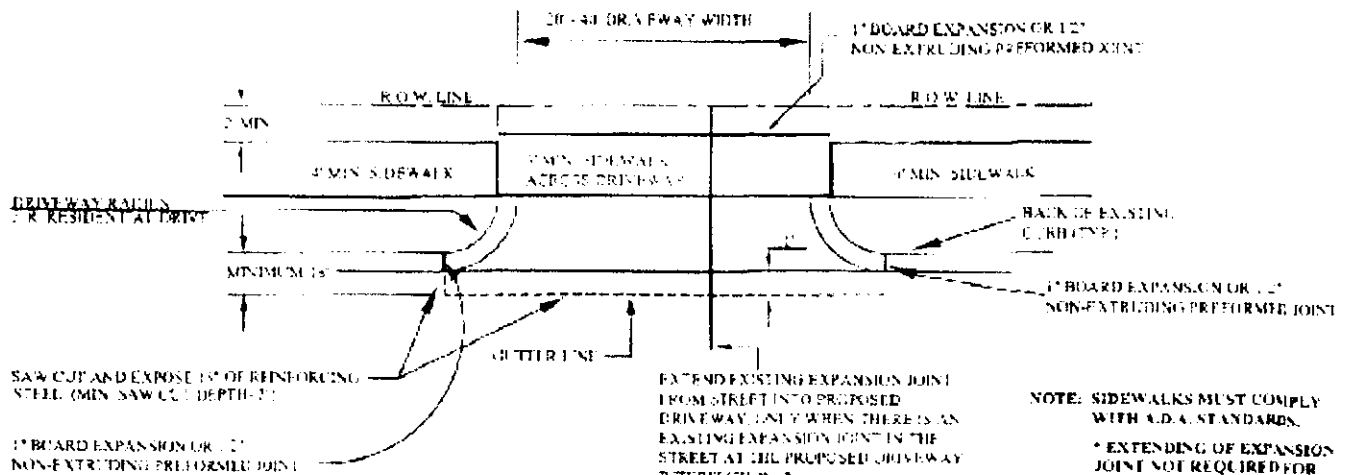 DRIVEWAY WIDTH
1" BOARD EXPANSION OR 1/2"
NON-EXTRUDING PREFORMED JOINT
R.O.W. LINE
R.O.W. LINE
2' MIN
4' MIN. SIDEWALK
MIN. SIDEWALK
ACROSS DRIVEWAY
MIN. SIDEWALK
DRIVEWAY RADIUS
RESIDENT AT DRIVE
BACK OF EXISTING
CURB (TYP.)
MINIMUM 18"
1" BOARD EXPANSION OR 1/2"
NON-EXTRUDING PREFORMED JOINT
GUTTER LINE
SAW CUT AND EXPOSE OF REINFORCING
STEEL (MIN. SAW CUT DEPTH
EXTEND EXISTING EXPANSION JOINT
FROM STREET INTO PROPOSED
DRIVEWAY, ONLY WHEN THERE IS AN
EXISTING EXPANSION JOINT IN THE
STREET AT THE PROPOSED DRIVEWAY
NOTE: SIDEWALKS MUST COMPLY
WITH A.D.A. STANDARDS.
* EXTENDING OF EXPANSION
JOINT NOT REQUIRED FOR
1" BOARD EXPANSION OR 1/2"
NON-EXTRUDING PREFORMED JOINT